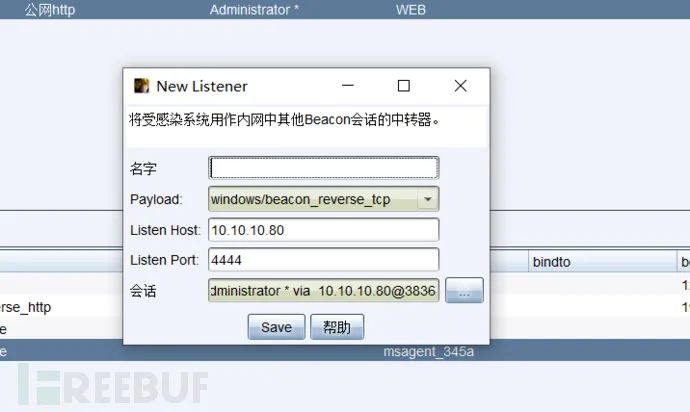 公网http Administrator * WEB
New Listener
将受感染系统用作内网中其他Beacon会话的中转器。
名字
Payload: windows/beacon_reverse_tcp
Listen Host: 10.10.10.80
Listen Port: 4444
会话 dministrator * via 10.10.10.80@3836 ...
Save 帮助
bindto
rse_http
msagent_345a
FREEBUF